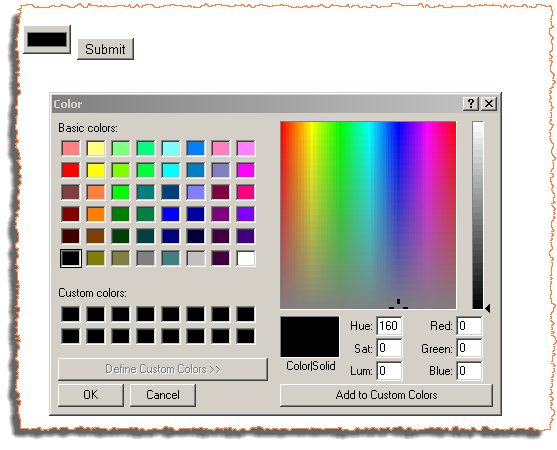 Submit
Color
Basic colors:
Custom colors:
Define Custom Colors >>
OK Cancel
Color|Solid
Hue: 160 Red: 0
Sat: 0 Green: 0
Lum: 0 Blue: 0
Add to Custom Colors